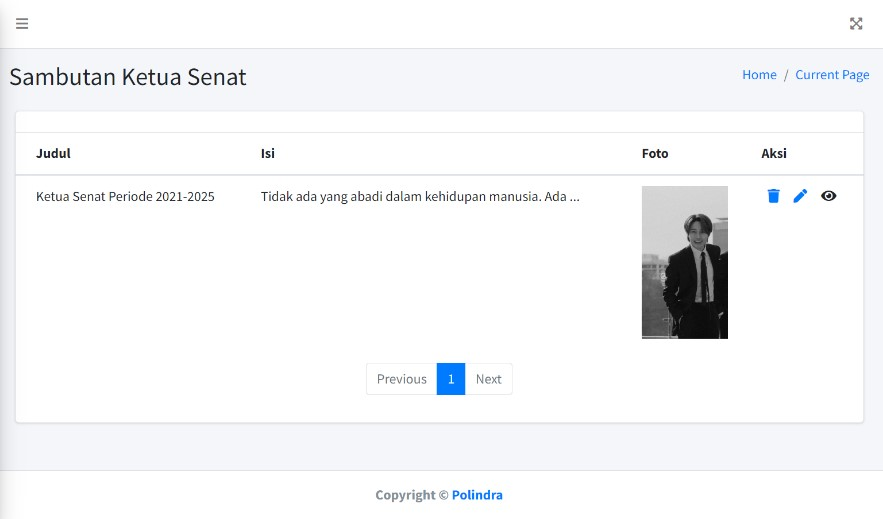 Sambutan Ketua Senat
Home / Current Page
Judul Isi Foto Aksi
Ketua Senat Periode 2021-2025 Tidak ada yang abadi dalam kehidupan manusia. Ada ...
Previous 1 Next
Copyright © Polindra